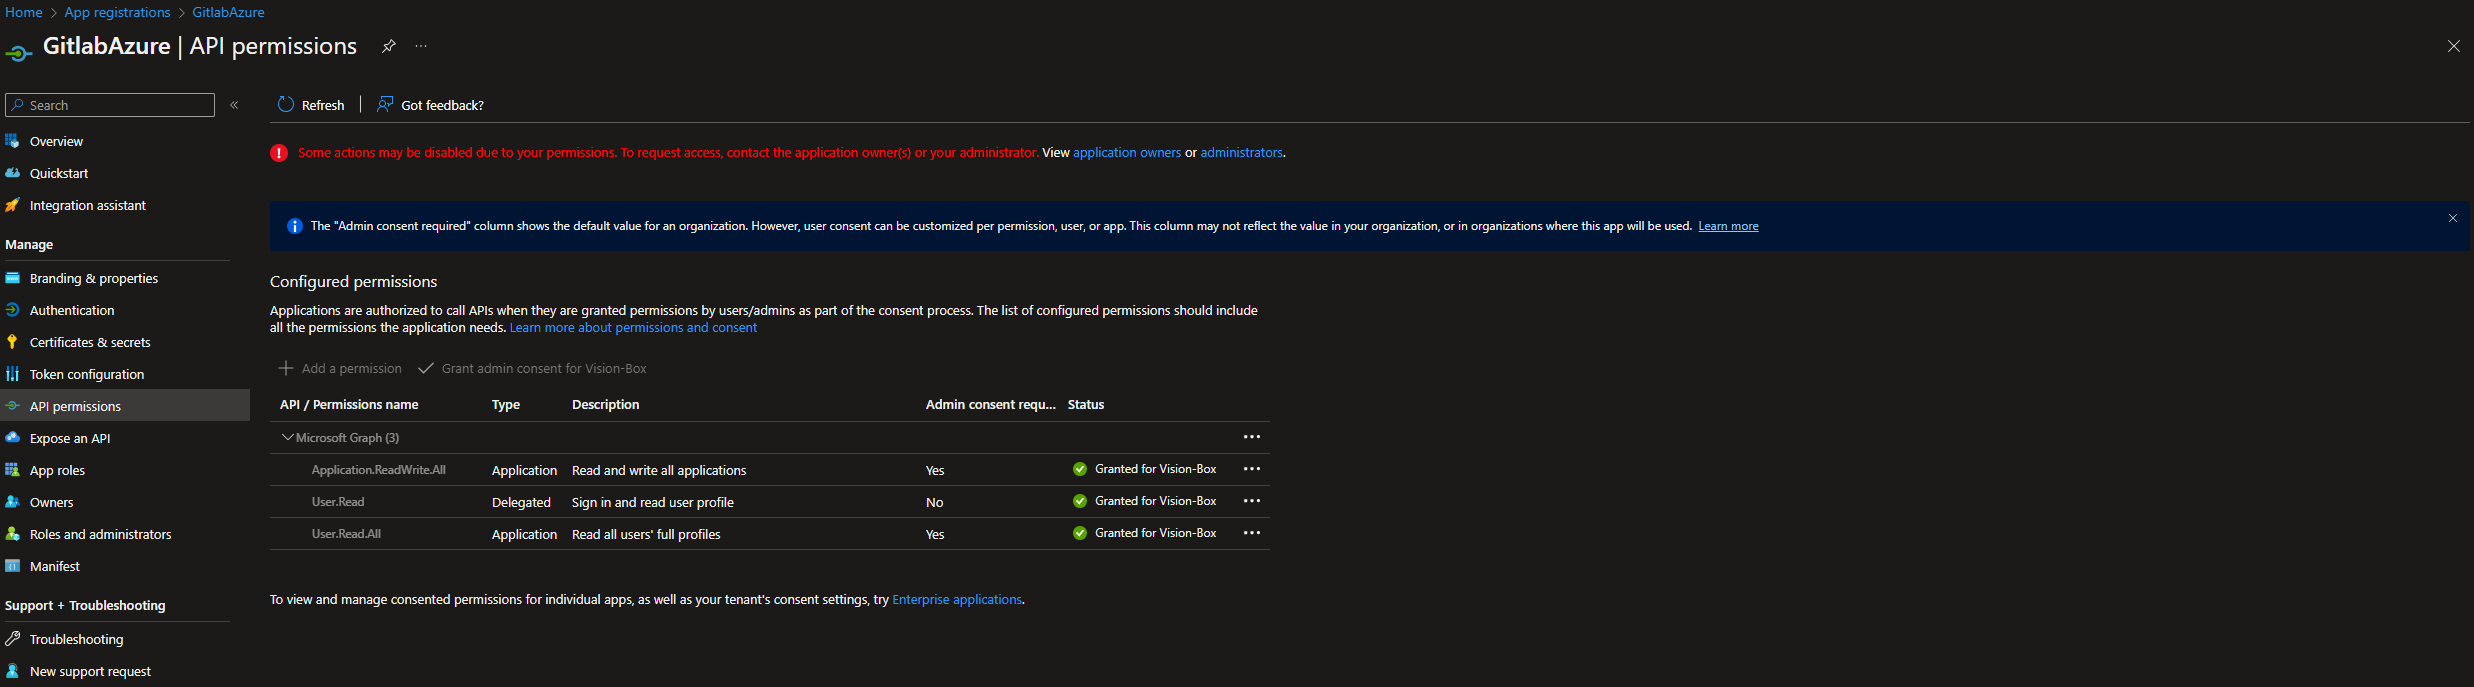 Home > App registrations > GitlabAzure
GitlabAzure | API permissions ...
Search «
Refresh | Got feedback?
Overview
Quickstart
Integration assistant
Manage
Branding & properties
Authentication
Certificates & secrets
Token configuration
API permissions
Expose an API
App roles
Owners
Roles and administrators
Manifest
Support + Troubleshooting
Troubleshooting
New support request
Some actions may be disabled due to your permissions. To request access, contact the application owner(s) or your administrator. View application owners or administrators.
The "Admin consent required" column shows the default value for an organization. However, user consent can be customized per permission, user, or app. This column may not reflect the value in your organization, or in organizations where this app will be used. Learn more
Configured permissions
Applications are authorized to call APIs when they are granted permissions by users/admins as part of the consent process. The list of configured permissions should include
all the permissions the application needs. Learn more about permissions and consent
Add a permission Grant admin consent for Vision-Box
API / Permissions name Type Description Admin consent requ... Status
Microsoft Graph (3) ...
Application.ReadWrite.All Application Read and write all applications Yes Granted for Vision-Box ...
User.Read Delegated Sign in and read user profile No Granted for Vision-Box ...
User.Read.All Application Read all users' full profiles Yes Granted for Vision-Box ...
To view and manage consented permissions for individual apps, as well as your tenant's consent settings, try Enterprise applications.